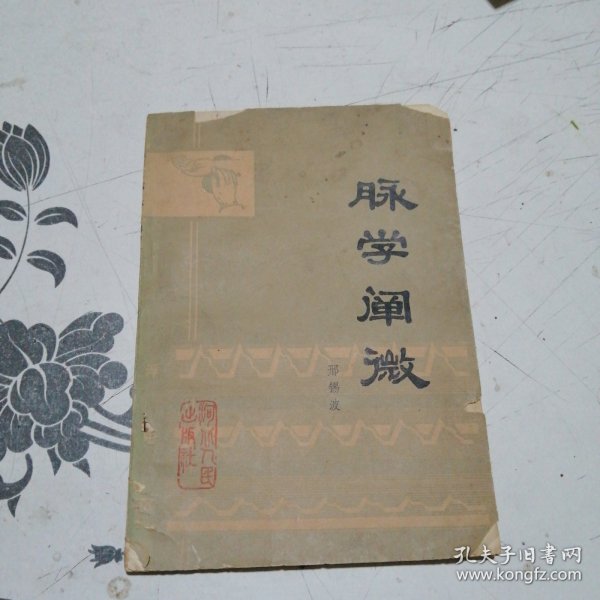 脉学阐微
邢锡波
河北人民
出版社
孔夫子旧书网
www.kongfz.com